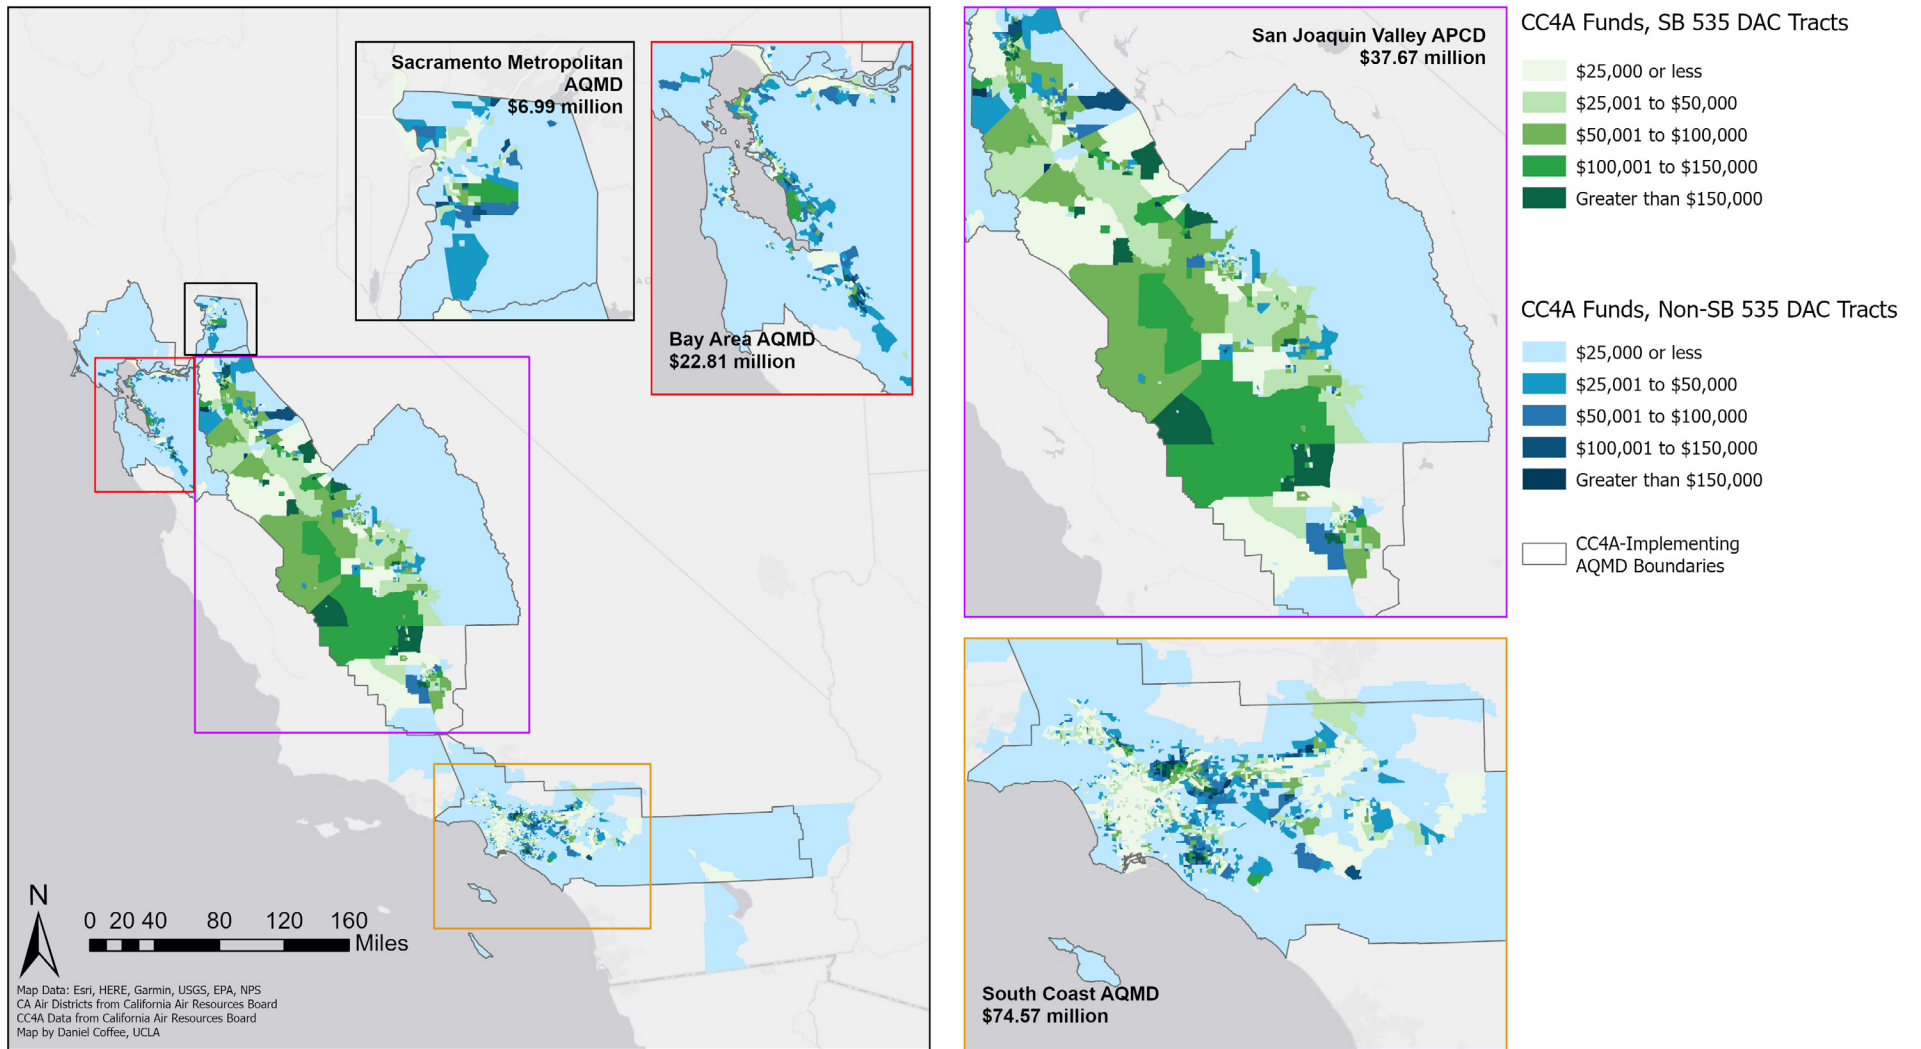 Sacramento Metropolitan
AQMD
$6.99 million
Bay Area AQMD
$22.81 million
N
0 20 40 80 120 160
Miles
Map Data: Esri, HERE, Garmin, USGS, EPA, NPS
CA Air Districts from California Air Resources Board
CC4A Data from California Air Resources Board
Map by Daniel Coffee, UCLA
San Joaquin Valley APCD
$37.67 million
South Coast AQMD
$74.57 million
CC4A Funds, SB 535 DAC Tracts
$25,000 or less
$25,001 to $50,000
$50,001 to $100,000
$100,001 to $150,000
Greater than $150,000
CC4A Funds, Non-SB 535 DAC Tracts
$25,000 or less
$25,001 to $50,000
$50,001 to $100,000
$100,001 to $150,000
Greater than $150,000
CC4A-Implementing
AQMD Boundaries